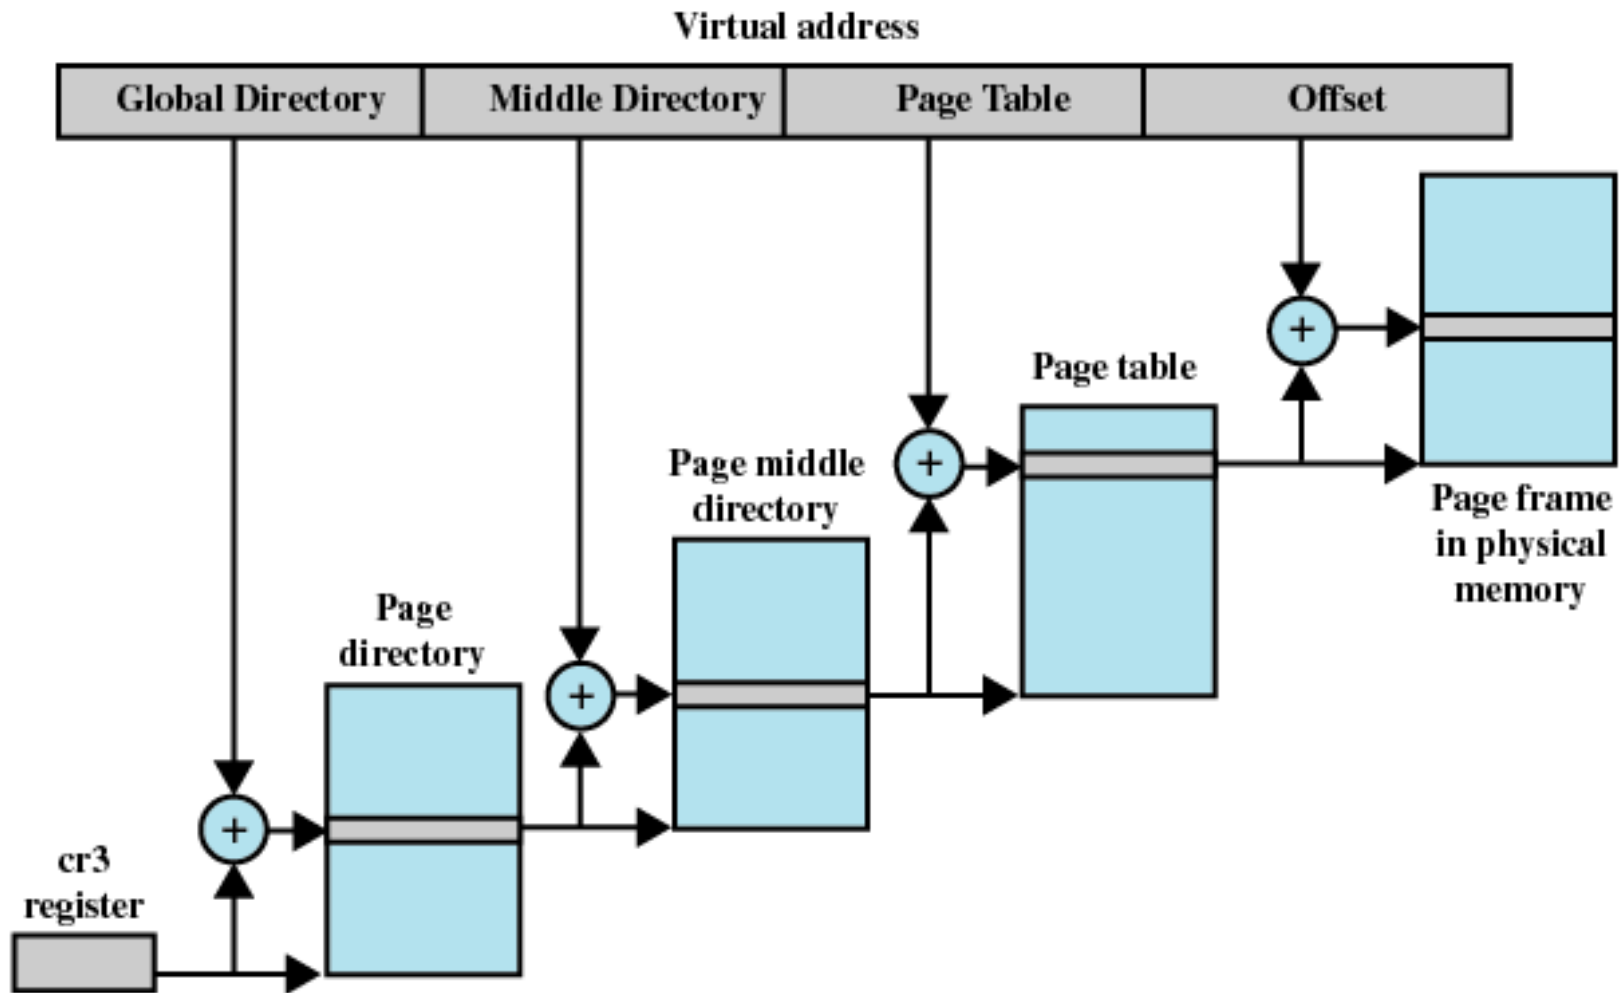 Virtual address
Global Directory
Middle Directory
Page Table
Offset
+
Page table
+
Page middle
directory
Page frame
in physical
memory
Page
directory
+
+
cr3
register